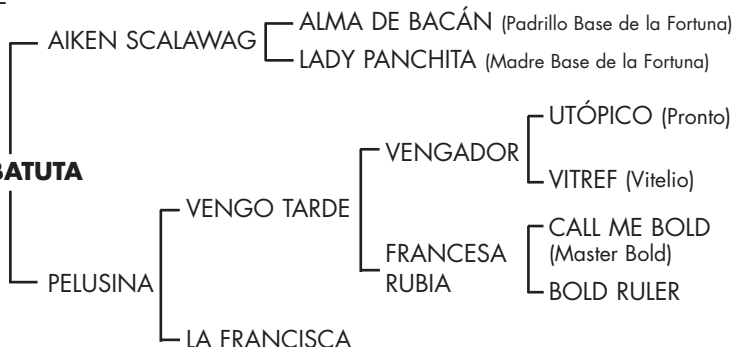 ALMA DE BACÁN (Padrillo Base de la Fortuna)
AIKEN SCALAWAG
LADY PANCHITA (Madre Base de la Fortuna)
UTÓPICO (Pronto)
VENGADOR
BATUTA
VITREF (Vitelio)
VENGO TARDE
CALL ME BOLD
(Master Bold)
FRANCESA
RUBIA
PELUSINA
BOLD RULER
LA FRANCISCA